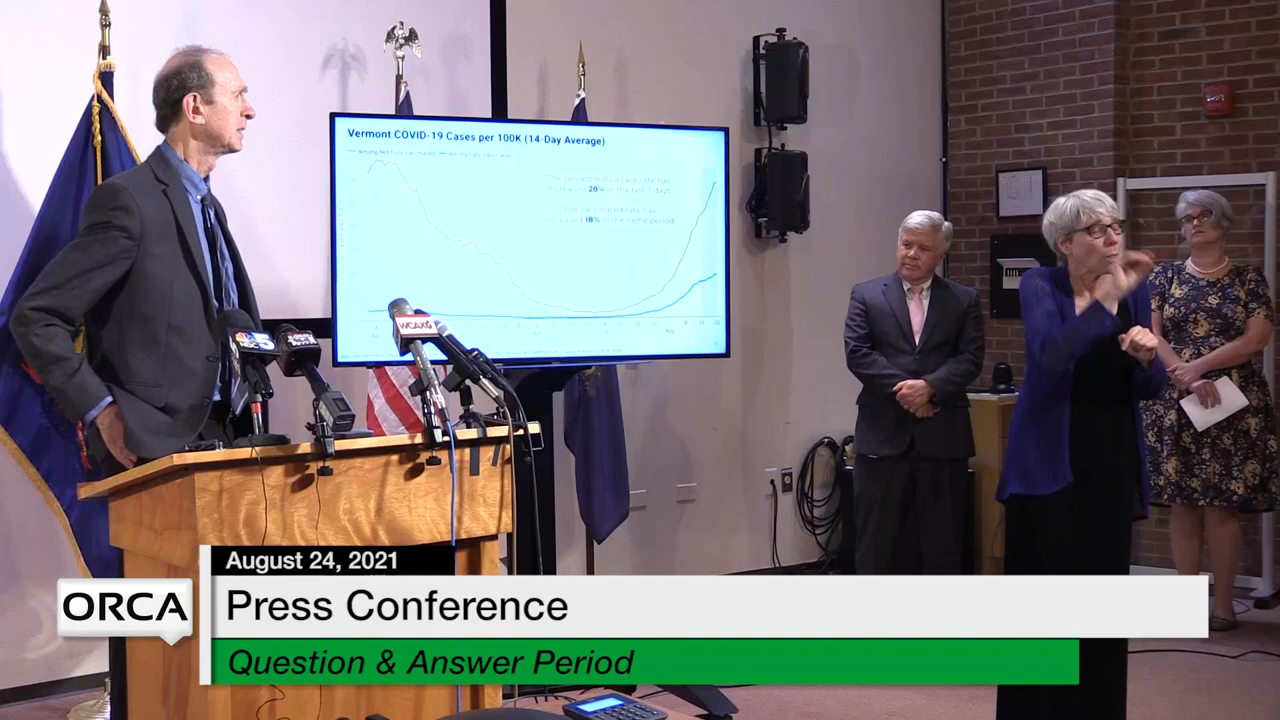 Vermont COVID-19 Cases per 100K (14-Day Average)
The unvaccinated case rate has
increased 28% in the last 7 days
The vaccinated rate has
increased 18% in the same period
WCAX
NBC 5
August 24, 2021
ORCA
Press Conference
Question & Answer Period